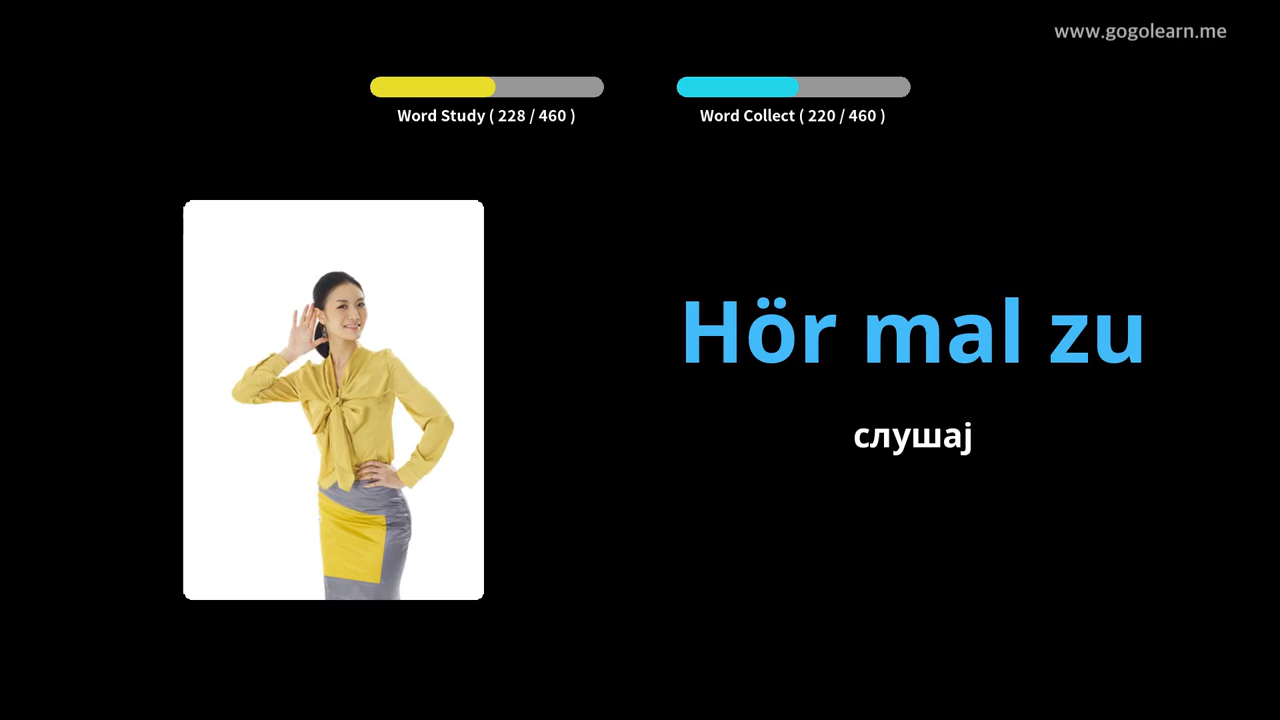 www.gogolearn.me
Word Study ( 228 / 460 )
Word Collect ( 220 / 460 )
Hör mal zu
слушај